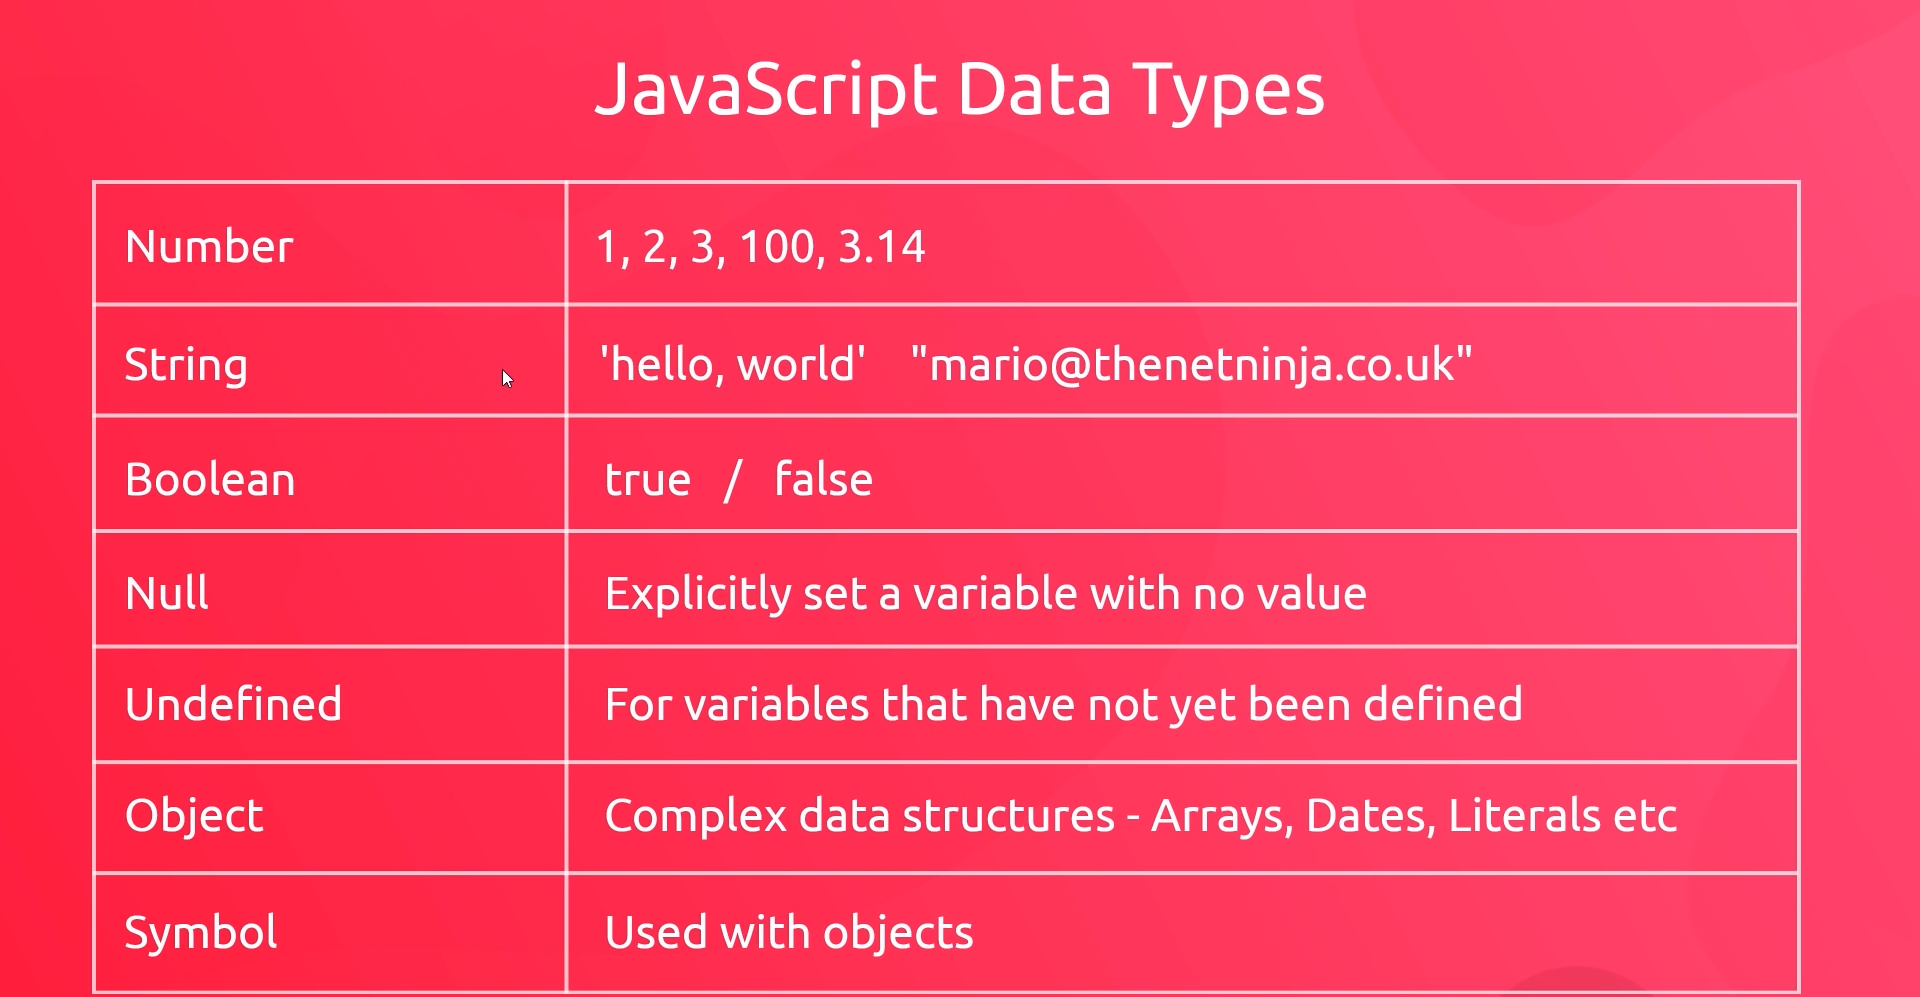 JavaScript Data Types
Number 1, 2, 3, 100, 3.14
String 'hello, world' "mario@thenetninja.co.uk"
Boolean true / false
Null Explicitly set a variable with no value
Undefined For variables that have not yet been defined
Object Complex data structures - Arrays, Dates, Literals etc
Symbol Used with objects